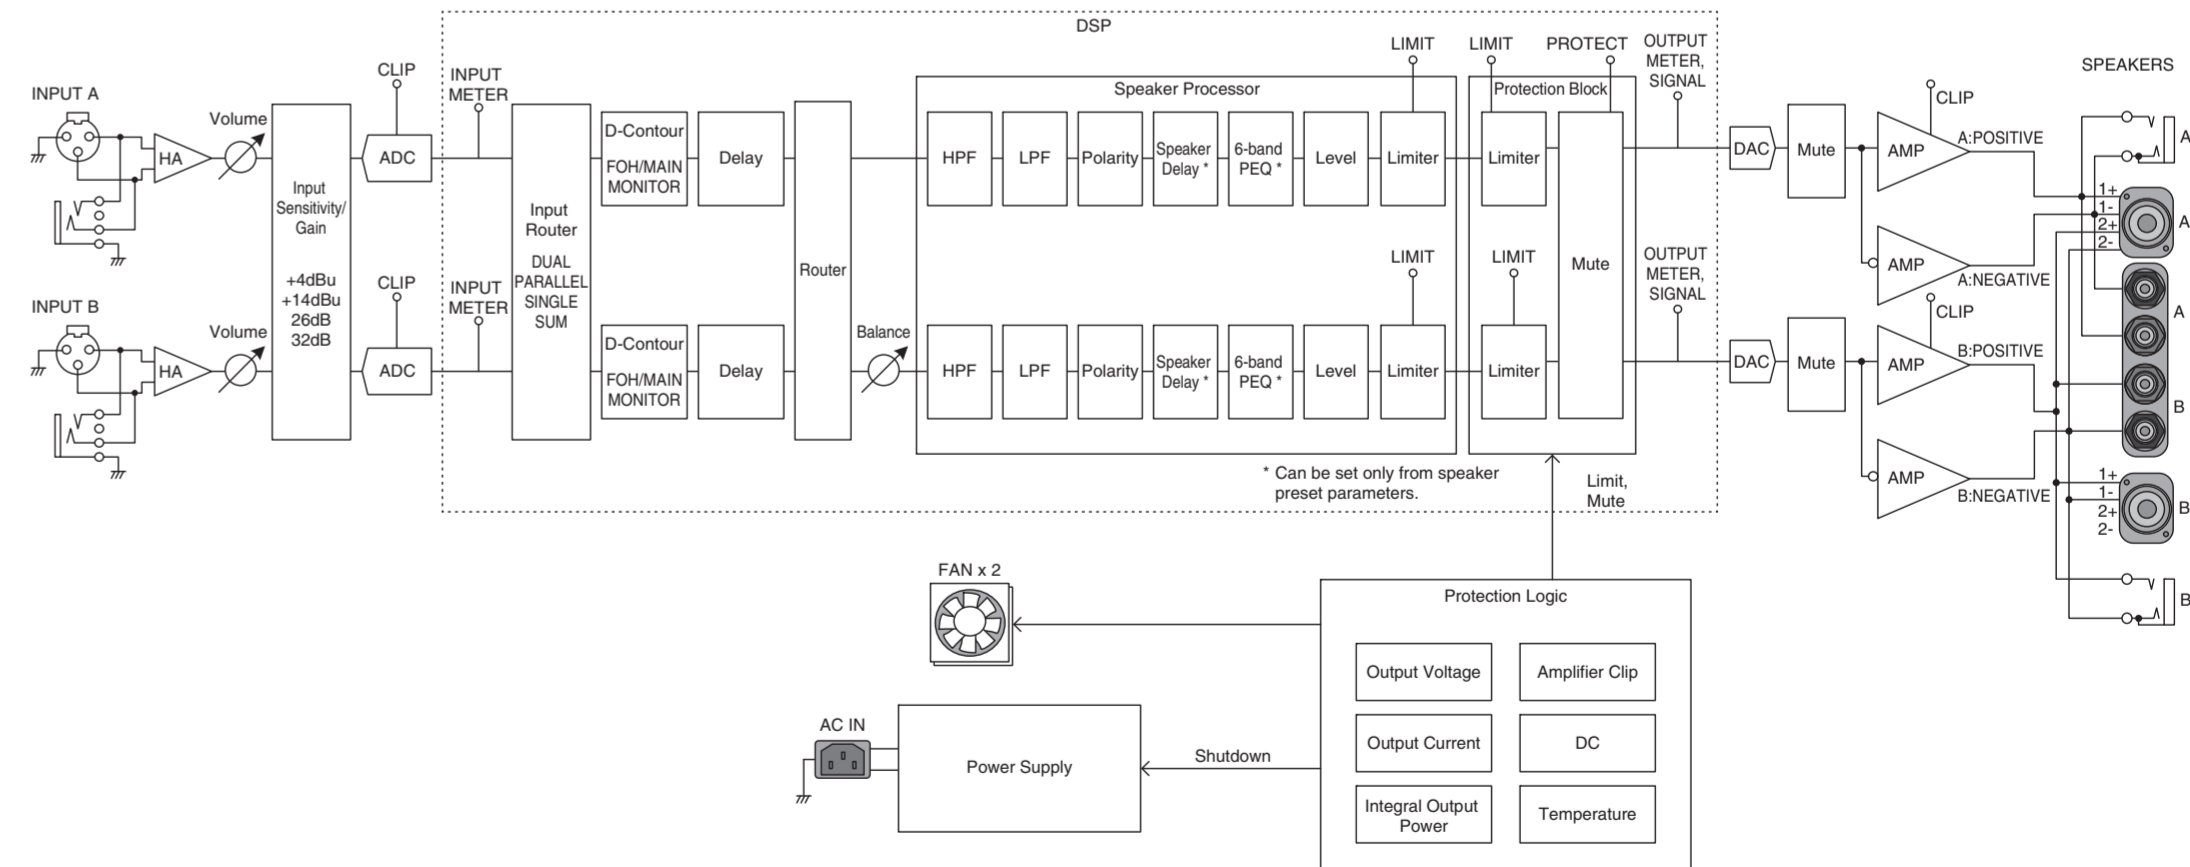 DSP
INPUT A
HA
Volume
Input
Sensitivity/
Gain
+4dBu
+14dBu
26dB
32dB
CLIP
ADC
INPUT
METER
Input
Router
DUAL
PARALLEL
SINGLE
SUM
D-Contour
FOH/MAIN
MONITOR
Delay
Router
Speaker Processor
HPF
LPF
Polarity
Speaker
Delay *
6-band
PEQ *
Level
Limiter
LIMIT
LIMIT
PROTECT
Protection Block
Limiter
Mute
OUTPUT
METER,
SIGNAL
DAC
Mute
AMP
CLIP
A:POSITIVE
AMP
A:NEGATIVE
INPUT B
HA
Volume
CLIP
ADC
INPUT
METER
D-Contour
FOH/MAIN
MONITOR
Delay
Balance
HPF
LPF
Polarity
Speaker
Delay *
6-band
PEQ *
Level
Limiter
LIMIT
LIMIT
Limiter
OUTPUT
METER,
SIGNAL
DAC
Mute
AMP
CLIP
B:POSITIVE
AMP
B:NEGATIVE
SPEAKERS
A
1+
1-
2+
2-
A
A
B
1+
1-
2+
2-
B
B
* Can be set only from speaker
preset parameters.
Limit,
Mute
FAN x 2
AC IN
Power Supply
Shutdown
Protection Logic
Output Voltage
Amplifier Clip
Output Current
DC
Integral Output
Power
Temperature